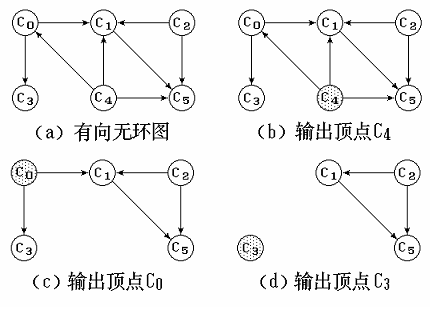 C0 C1 C2
C3 C4 C5
(a) 有向无环图
C0 C1 C2
C3 C4 C5
(b) 输出顶点C4
C0 C1 C2
C3 C5
(c) 输出顶点C0
C1 C2
C3 C5
(d) 输出顶点C3